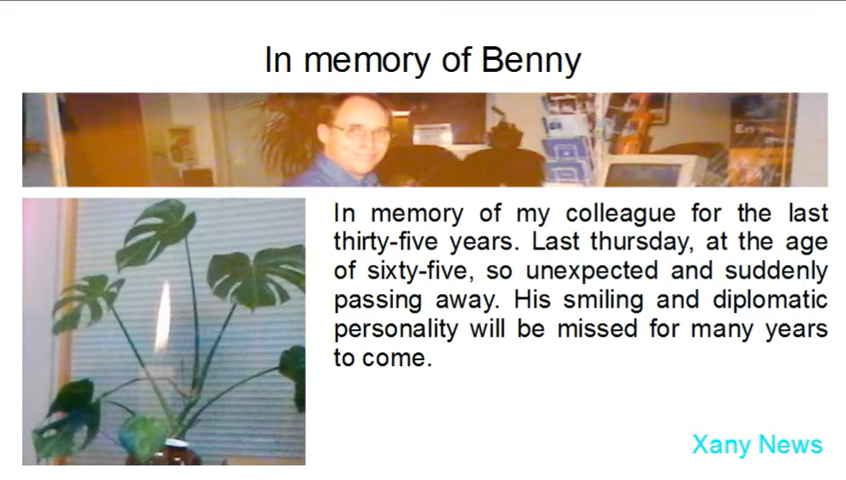 In memory of Benny
In memory of my colleague for the last
thirty-five years. Last thursday, at the age
of sixty-five, so unexpected and suddenly
passing away. His smiling and diplomatic
personality will be missed for many years
to come.
Xany News